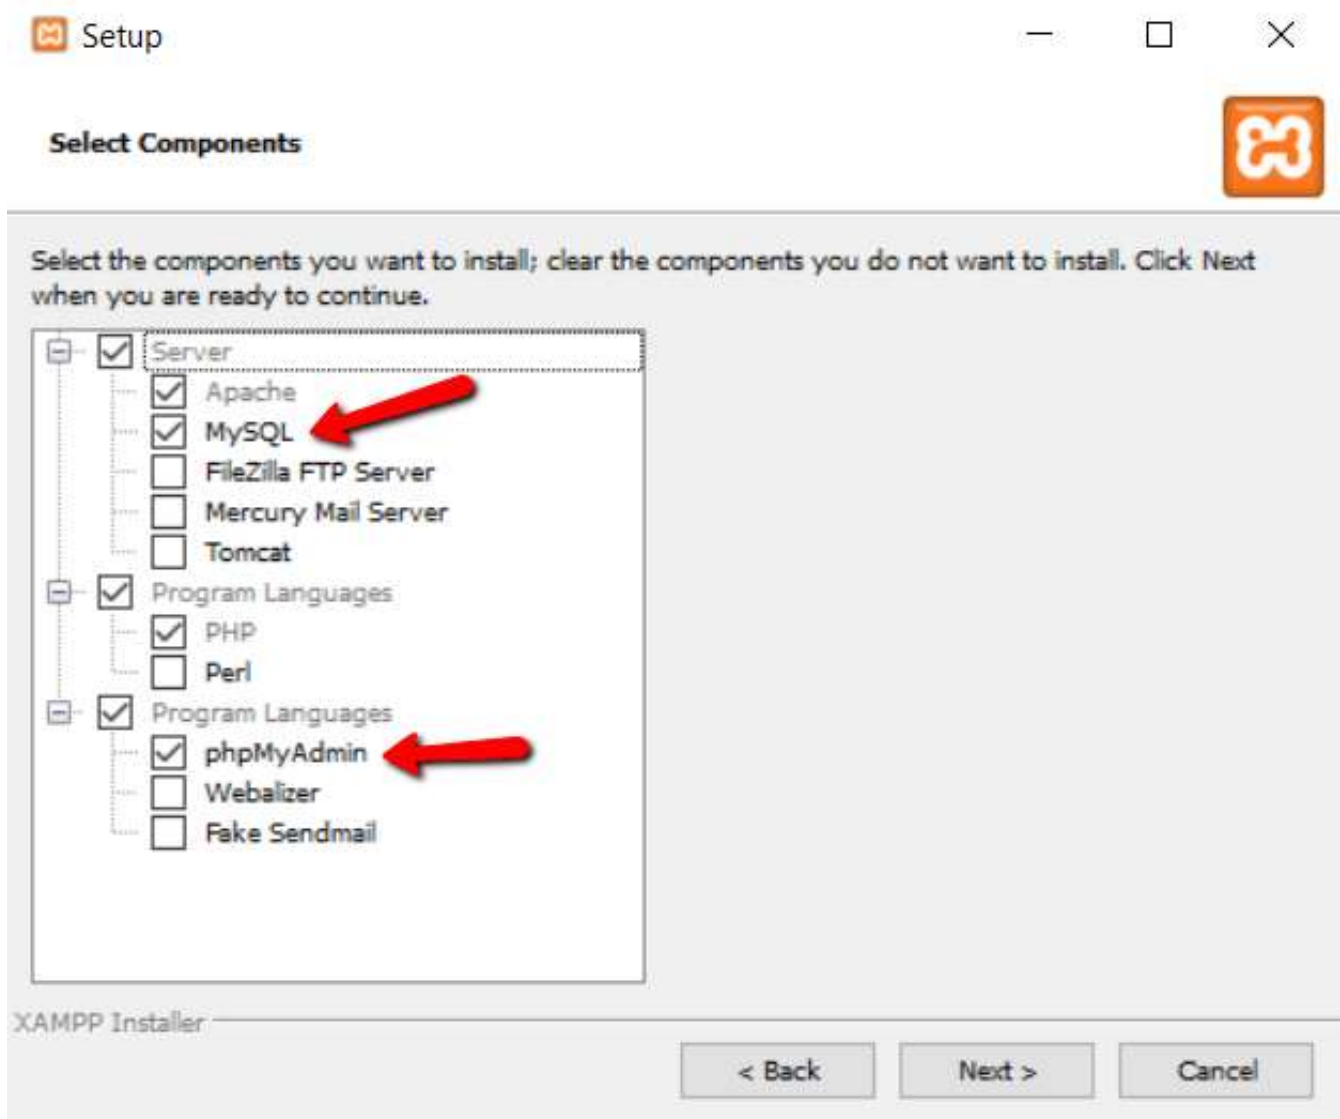 Setup
Select Components
Select the components you want to install; clear the components you do not want to install. Click Next
when you are ready to continue.
Server
Apache
MySQL
FileZilla FTP Server
Mercury Mail Server
Tomcat
Program Languages
PHP
Perl
Program Languages
phpMyAdmin
Webalizer
Fake Sendmail
XAMPP Installer
< Back
Next >
Cancel